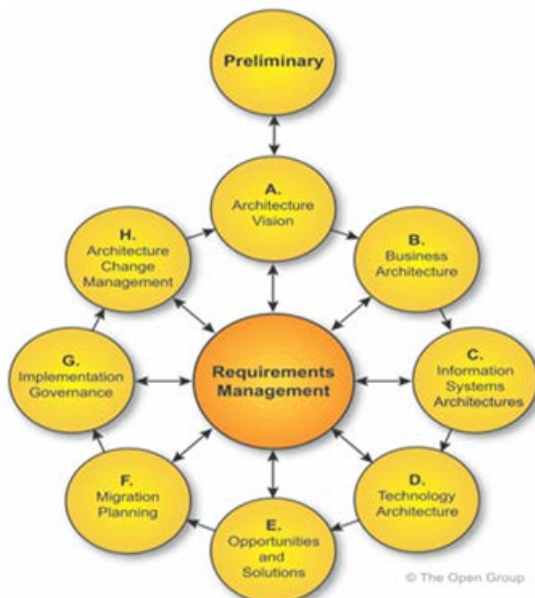 Preliminary
A.
Architecture
Vision
B.
Business
Architecture
C.
Information
Systems
Architectures
D.
Technology
Architecture
E.
Opportunities
and
Solutions
F.
Migration
Planning
G.
Implementation
Governance
H.
Architecture
Change
Management
Requirements
Management
© The Open Group